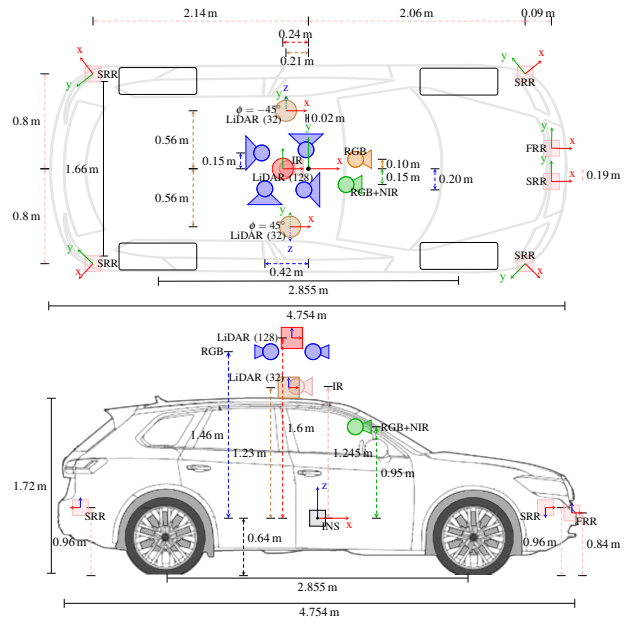 2.14 m
2.06 m
0.09 m
0.24 m
0.21 m
x
y
SRR
z
y
x
ϕ = −45°
LiDAR (32)
0.02 m
y
x
y
SRR
0.8 m
0.56 m
0.15 m
1.66 m
IR
LiDAR (128)
x
RGB
0.10 m
0.15 m
RGB+NIR
0.20 m
y
FRR
x
y
SRR
x
0.19 m
0.8 m
0.56 m
y
ϕ = 45°
LiDAR (32)
x
z
y
SRR
x
y
SRR
x
0.42 m
2.855 m
4.754 m
LiDAR (128)
RGB
LiDAR (32)
IR
1.46 m
1.6 m
RGB+NIR
1.23 m
1.245 m
0.95 m
1.72 m
z
x
INS
SRR
SRR
FRR
0.96 m
0.64 m
0.96 m
0.84 m
2.855 m
4.754 m